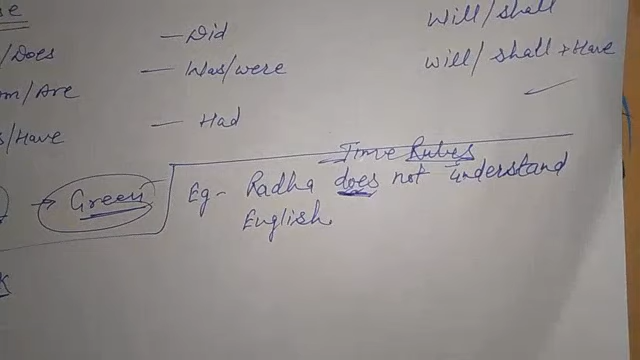 Will/shall
/Does — Did
will/shall + Have
m/Are — Was/were
s/Have — Had
Time Rubies
→ Green Eg - Radha does not Understand
English